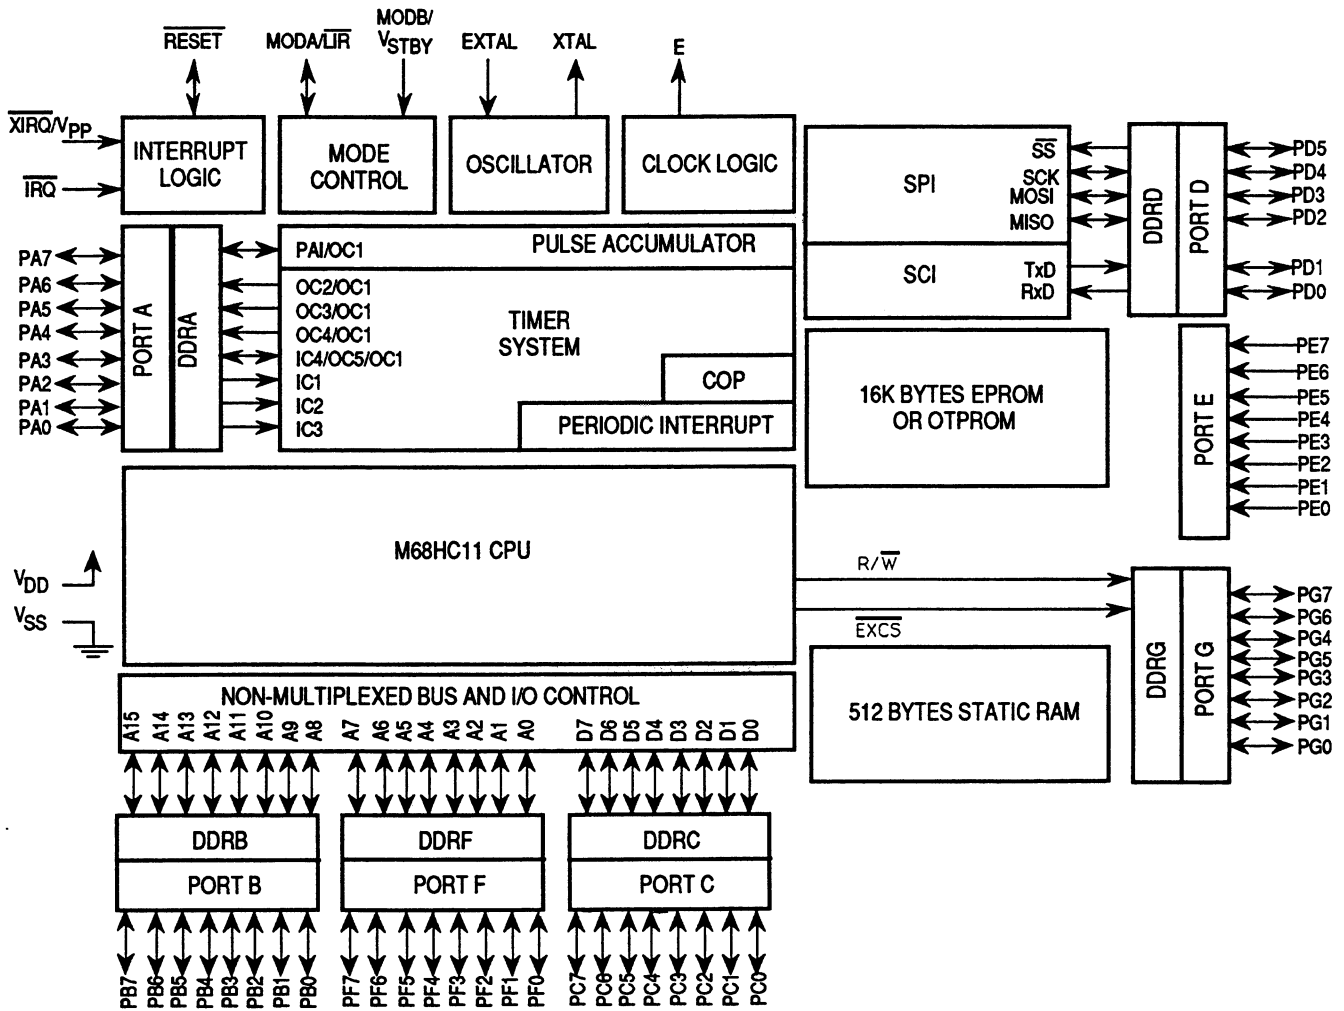 RESET
MODA/LIR
MODB/
VSTBY
EXTAL
XTAL
E
XIRQ/VPP
IRQ
INTERRUPT
LOGIC
MODE
CONTROL
OSCILLATOR
CLOCK LOGIC
SPI
SS
SCK
MOSI
MISO
SCI
TxD
RxD
DDRD
PORT D
PD5
PD4
PD3
PD2
PD1
PD0
PA7
PA6
PA5
PA4
PA3
PA2
PA1
PA0
PORT A
DDRA
PAI/OC1
PULSE ACCUMULATOR
OC2/OC1
OC3/OC1
OC4/OC1
IC4/OC5/OC1
IC1
IC2
IC3
TIMER
SYSTEM
COP
PERIODIC INTERRUPT
16K BYTES EPROM
OR OTPROM
PORT E
PE7
PE6
PE5
PE4
PE3
PE2
PE1
PE0
M68HC11 CPU
VDD
VSS
R/W
EXCS
DDRG
PORT G
PG7
PG6
PG4
PG5
PG3
PG2
PG1
PG0
512 BYTES STATIC RAM
NON-MULTIPLEXED BUS AND I/O CONTROL
A15 A14 A13 A12 A11 A10 A9 A8 A7 A6 A5 A4 A3 A2 A1 A0 D7 D6 D5 D4 D3 D2 D1 D0
DDRB
PORT B
DDRF
PORT F
DDRC
PORT C
PB7 PB6 PB5 PB4 PB3 PB2 PB1 PB0 PF7 PF6 PF5 PF4 PF3 PF2 PF1 PF0 PC7 PC6 PC5 PC4 PC3 PC2 PC1 PC0